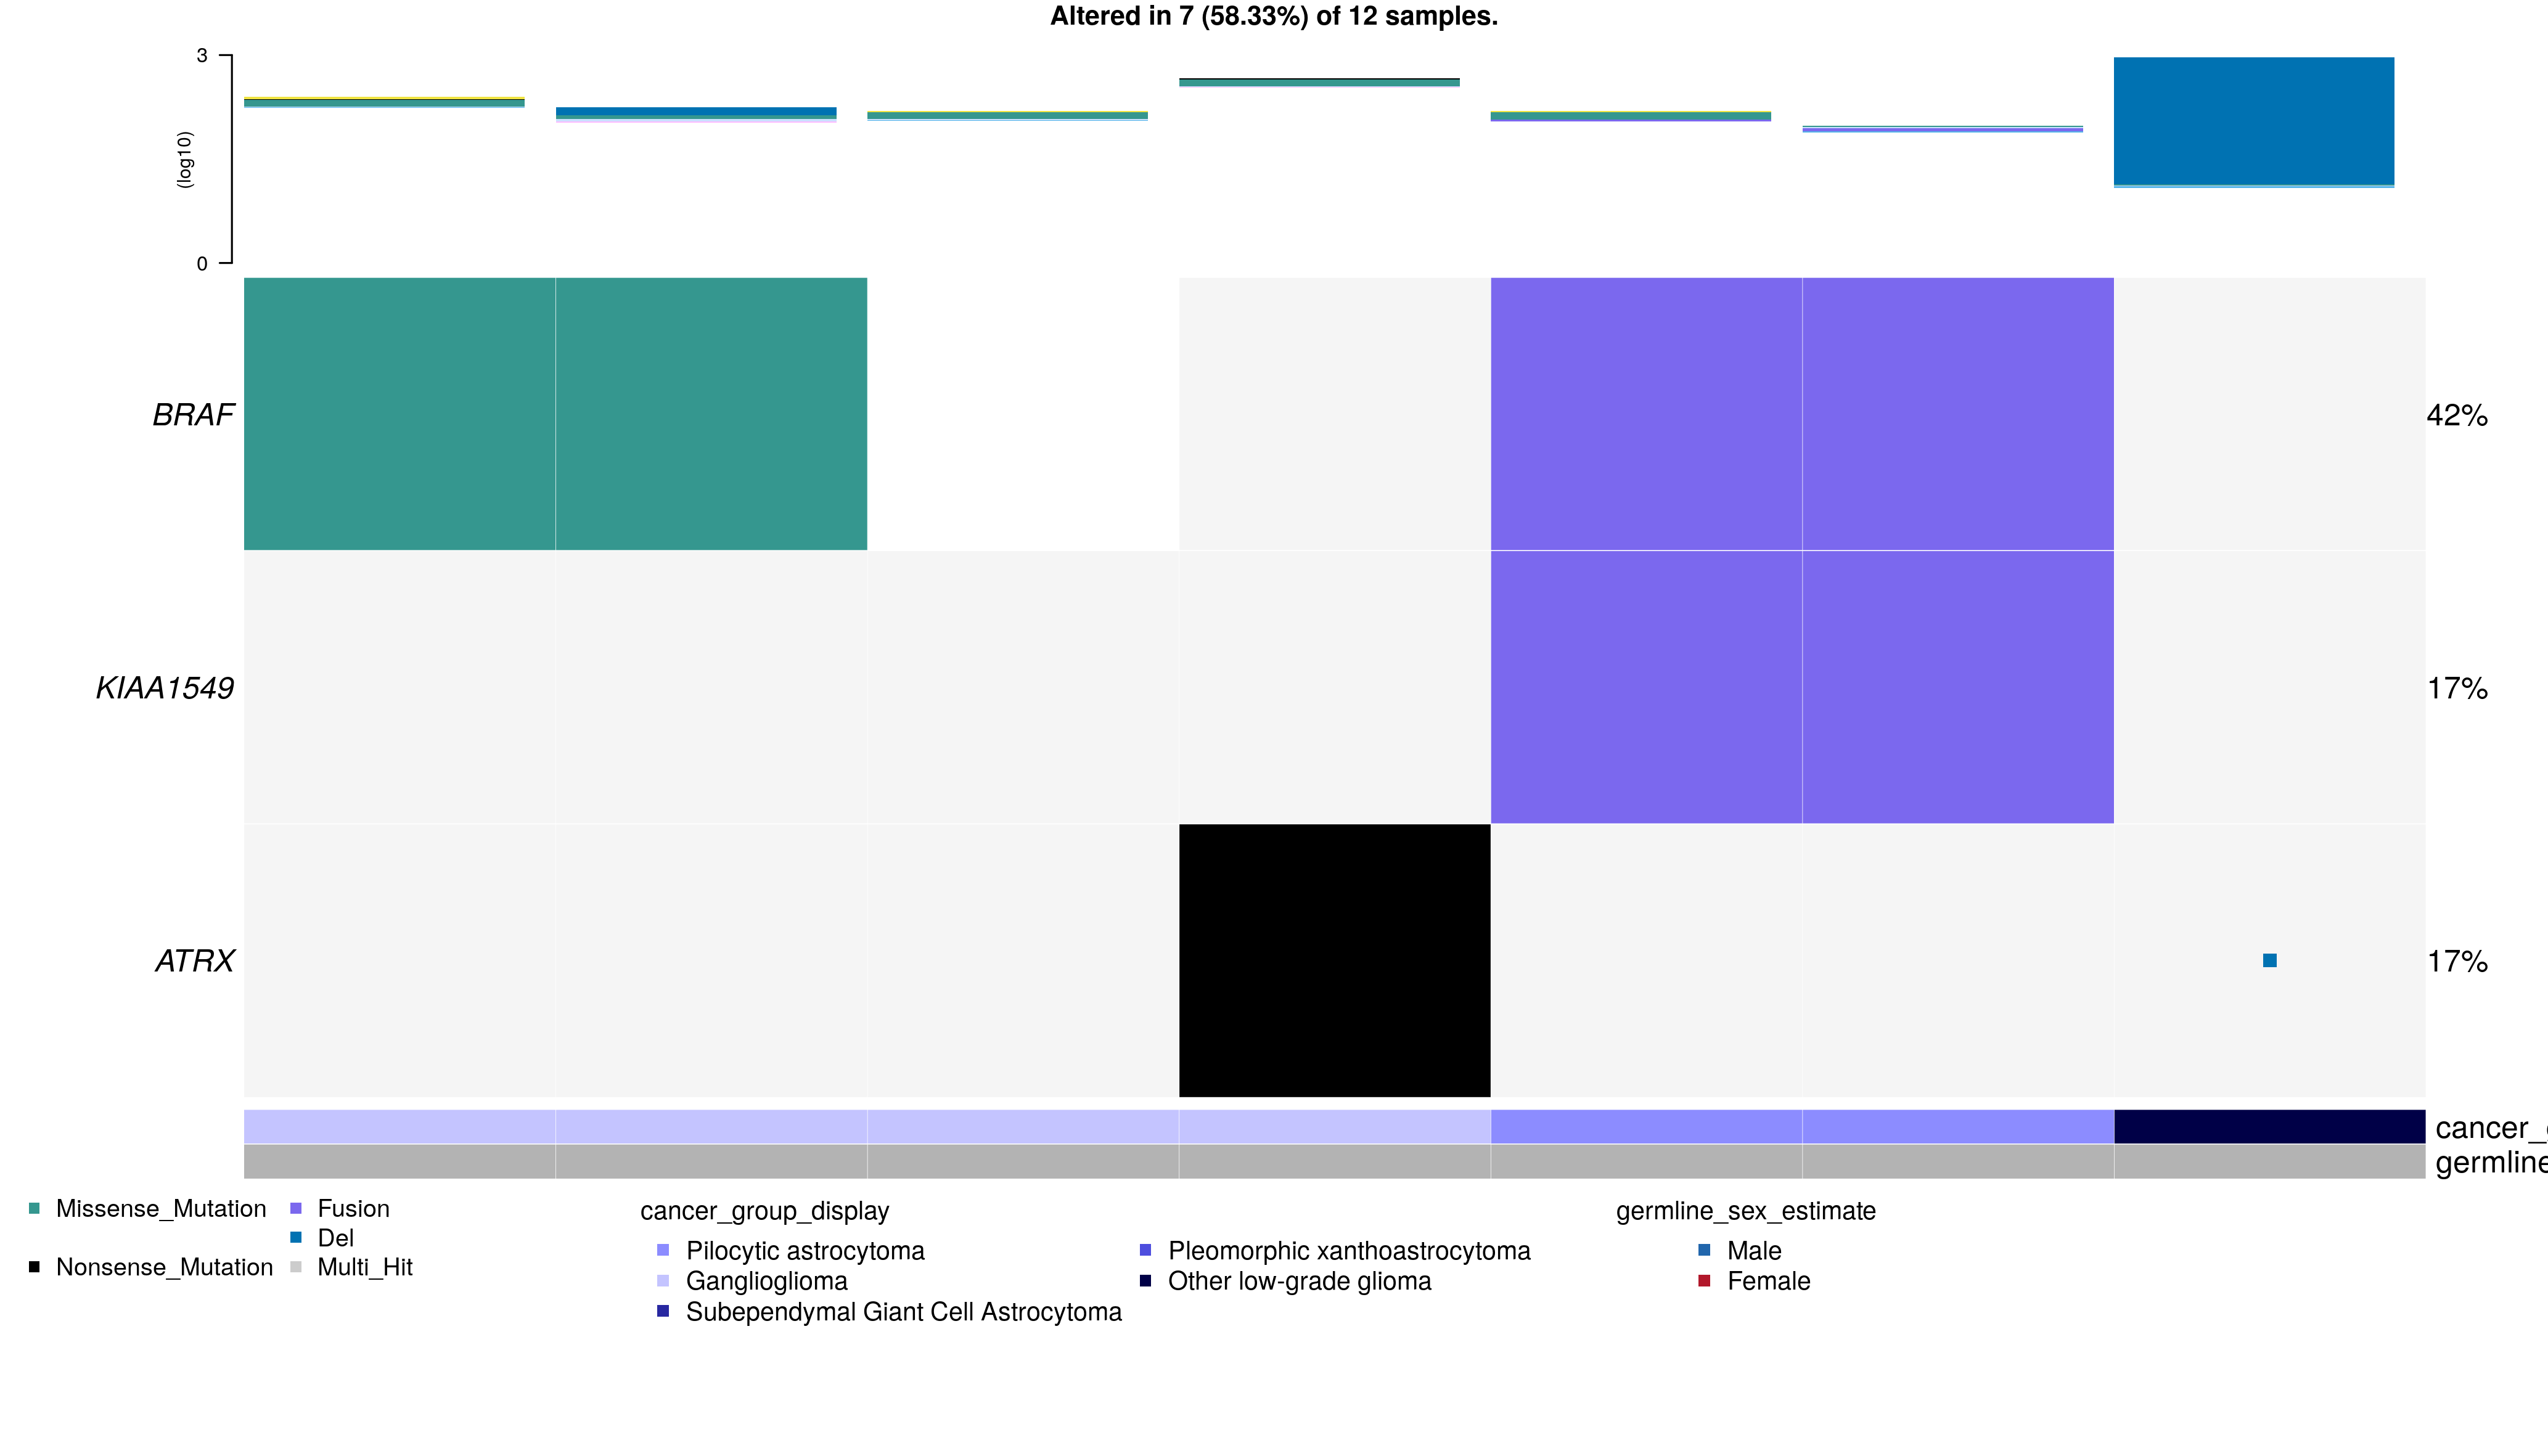 Altered in 7 (58.33%) of 12 samples.
3
(log10)
0
BRAF
42%
KIAA1549
17%
ATRX
17%
cancer_
germline
Missense_Mutation
Nonsense_Mutation
Fusion
Del
Multi_Hit
cancer_group_display
Pilocytic astrocytoma
Ganglioglioma
Subependymal Giant Cell Astrocytoma
Pleomorphic xanthoastrocytoma
Other low-grade glioma
germline_sex_estimate
Male
Female